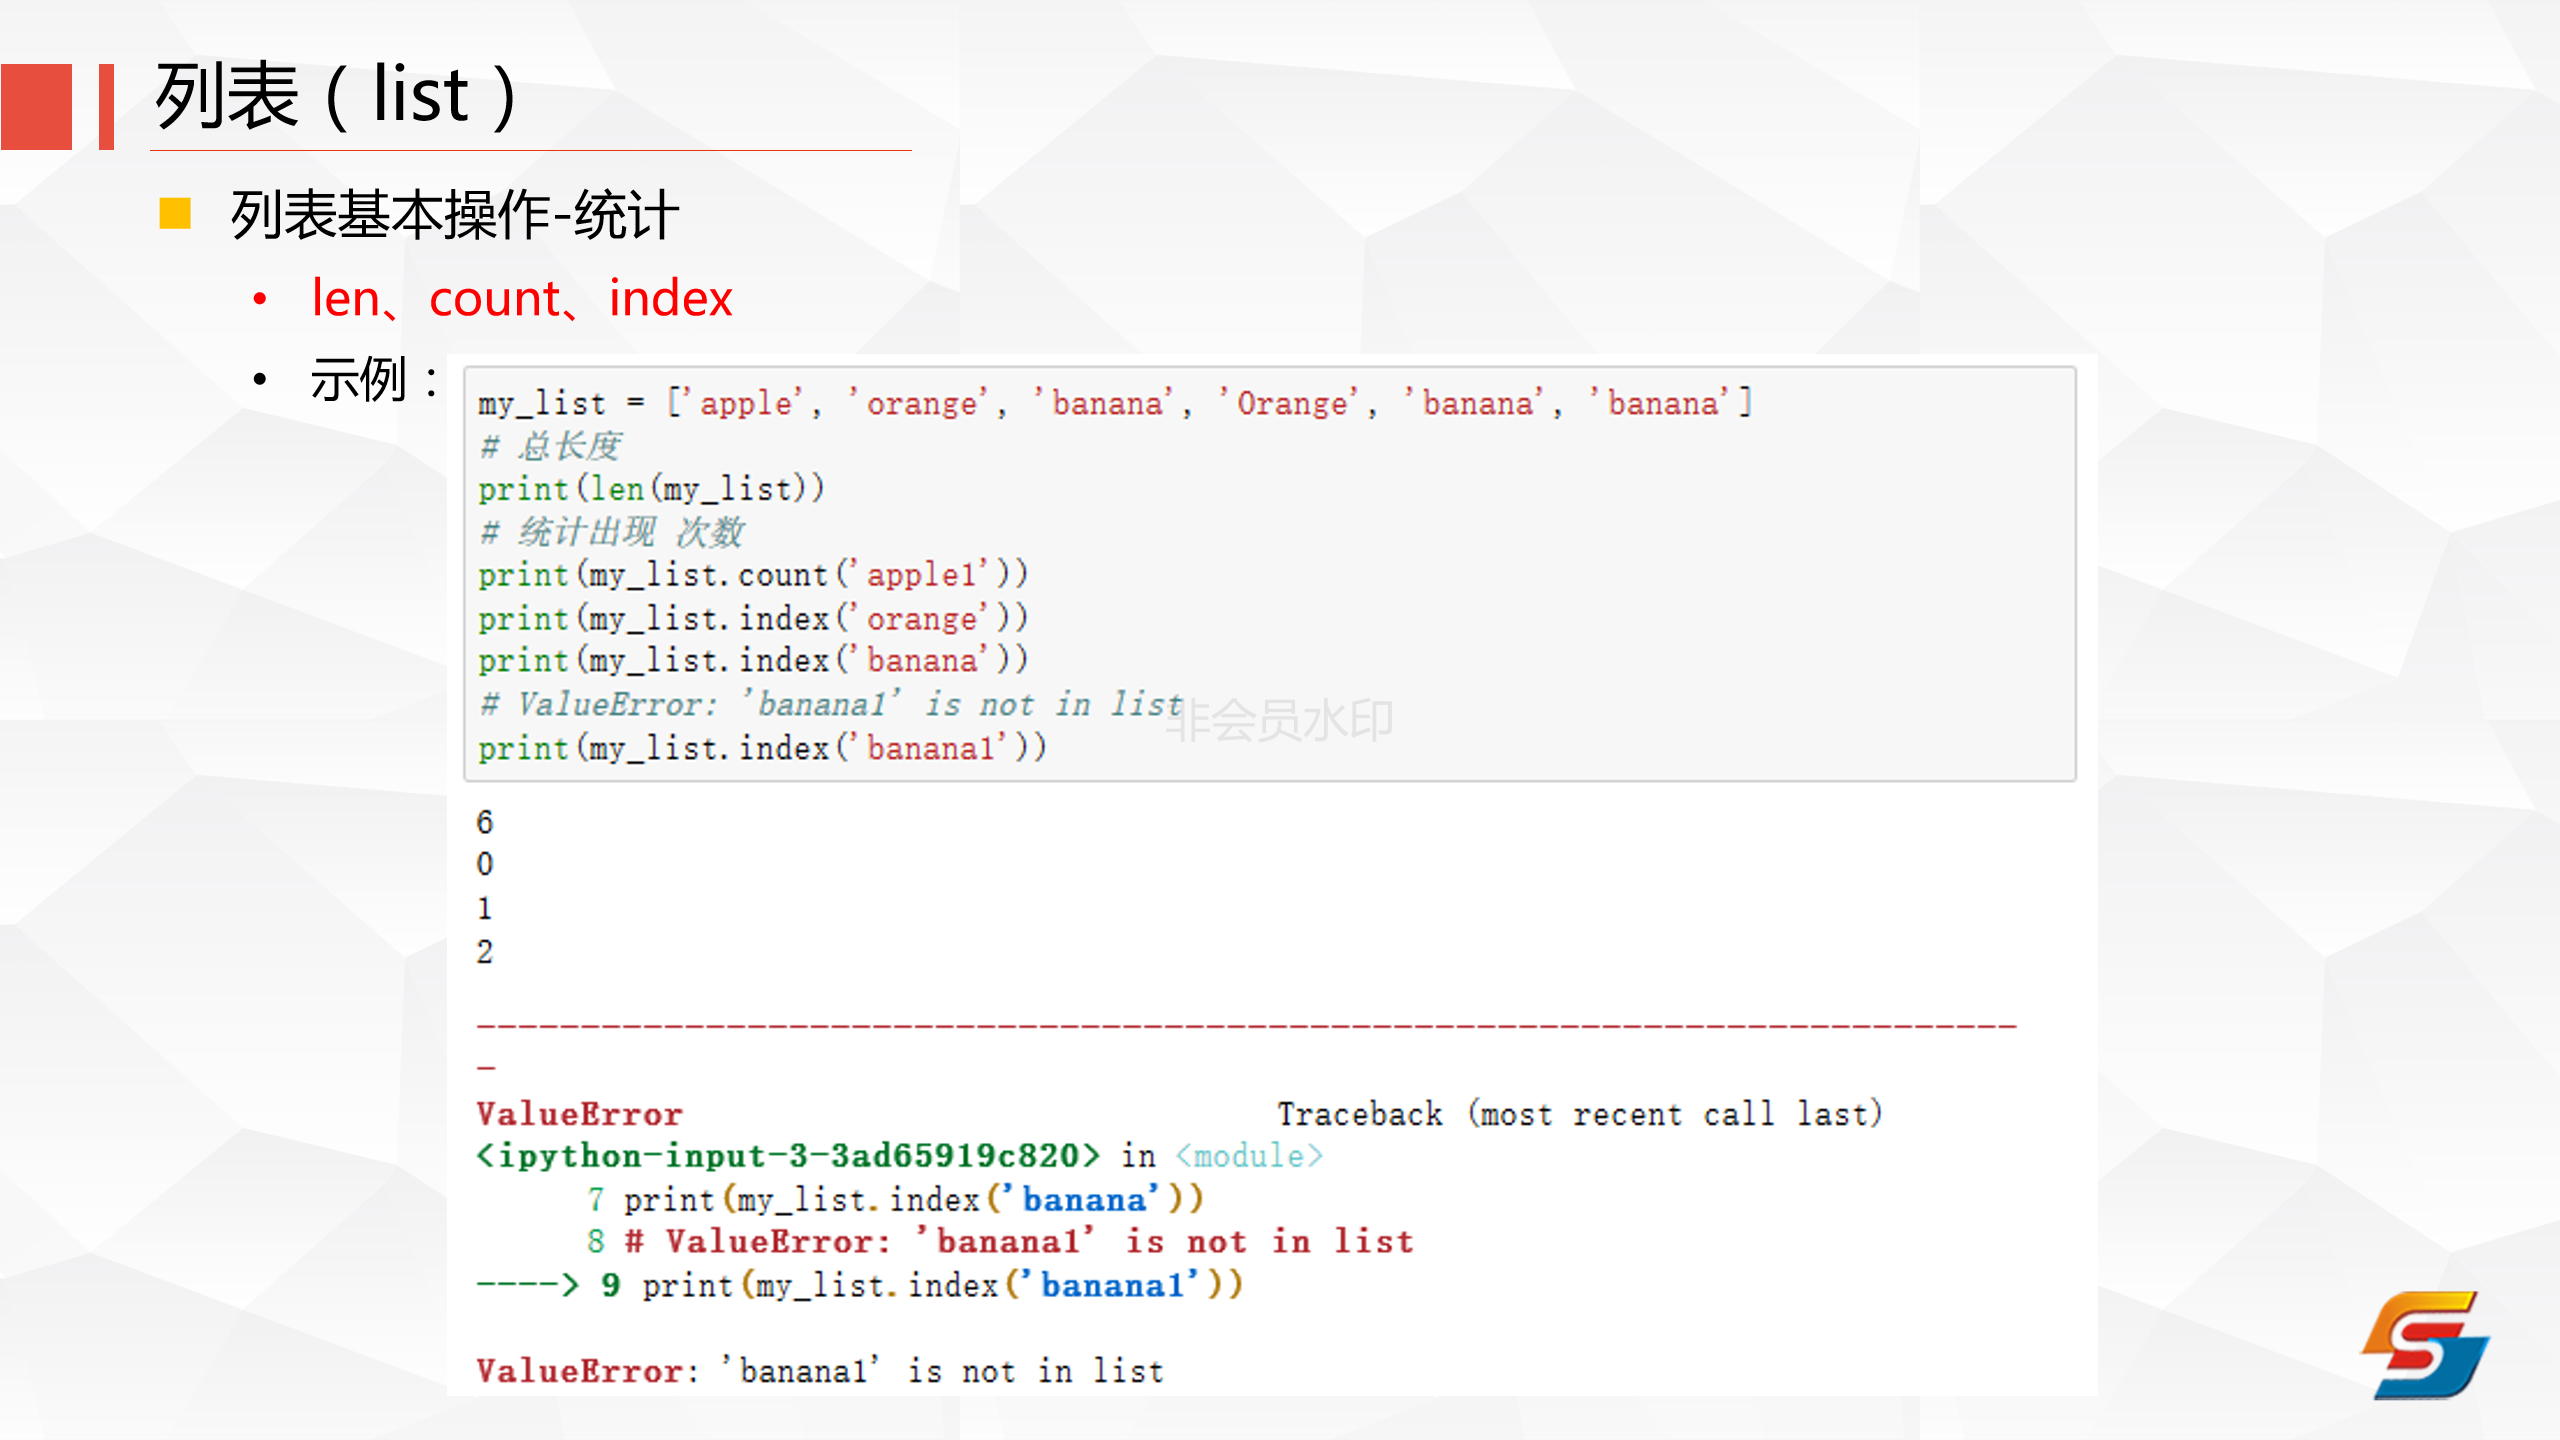 列表（list）
列表基本操作-统计
• len、count、index
• 示例：
my_list = ['apple', 'orange', 'banana', 'Orange', 'banana', 'banana']
# 总长度
print(len(my_list))
# 统计出现 次数
print(my_list.count('apple1'))
print(my_list.index('orange'))
print(my_list.index('banana'))
# ValueError: 'banana1' is not in list
非会员水印
print(my_list.index('banana1'))
6
0
1
2
---------------------------------------------------------------------------
-
ValueError Traceback (most recent call last)
<ipython-input-3-3ad65919c820> in <module>
7 print(my_list.index('banana'))
8 # ValueError: 'banana1' is not in list
----> 9 print(my_list.index('banana1'))
ValueError: 'banana1' is not in list